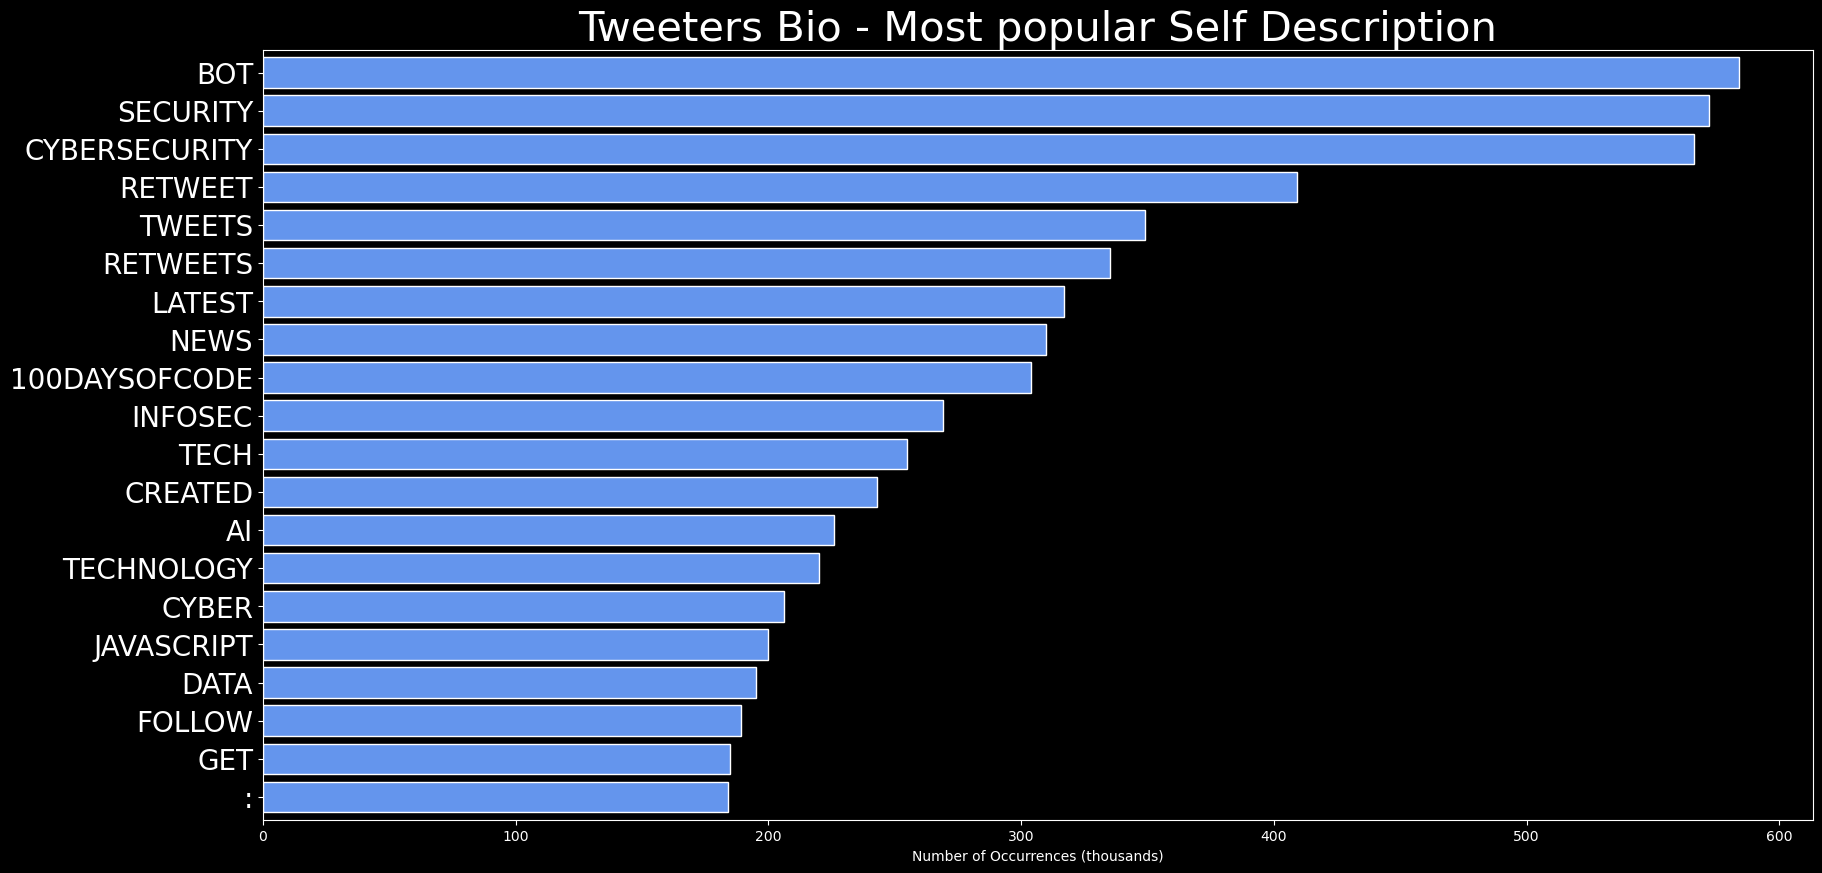 Tweeters Bio - Most popular Self Description
BOT
SECURITY
CYBERSECURITY
RETWEET
TWEETS
RETWEETS
LATEST
NEWS
100DAYSOFCODE
INFOSEC
TECH
CREATED
AI
TECHNOLOGY
CYBER
JAVASCRIPT
DATA
FOLLOW
GET
:
0 100 200 300 400 500 600
Number of Occurrences (thousands)